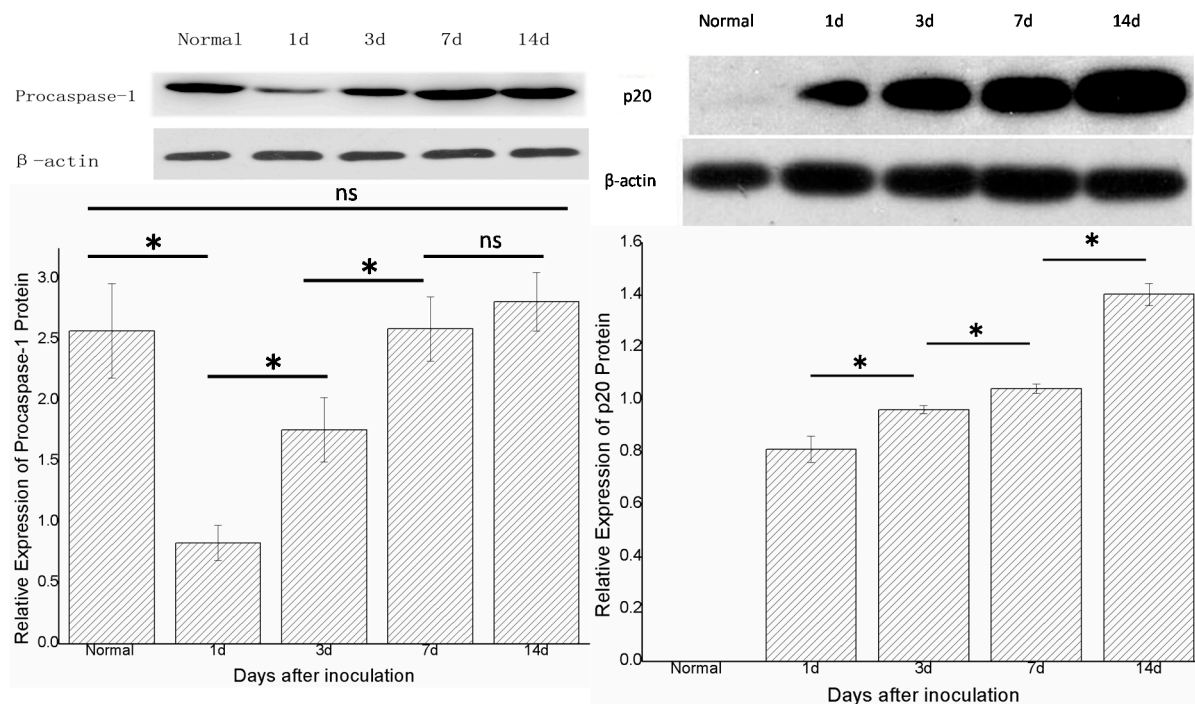 Normal 1d 3d 7d 14d
Procaspase-1
β-actin
ns
* ns
*
*
3.0
2.5
2.0
1.5
1.0
0.5
0.0
Relative Expression of Procaspase-1 Protein
Normal 1d 3d 7d 14d
Days after inoculation
Normal 1d 3d 7d 14d
p20
β-actin
1.6
1.4
1.2
1.0
0.8
0.6
0.4
0.2
0.0
*
*
*
Relative Expression of p20 Protein
Normal 1d 3d 7d 14d
Days after inoculation